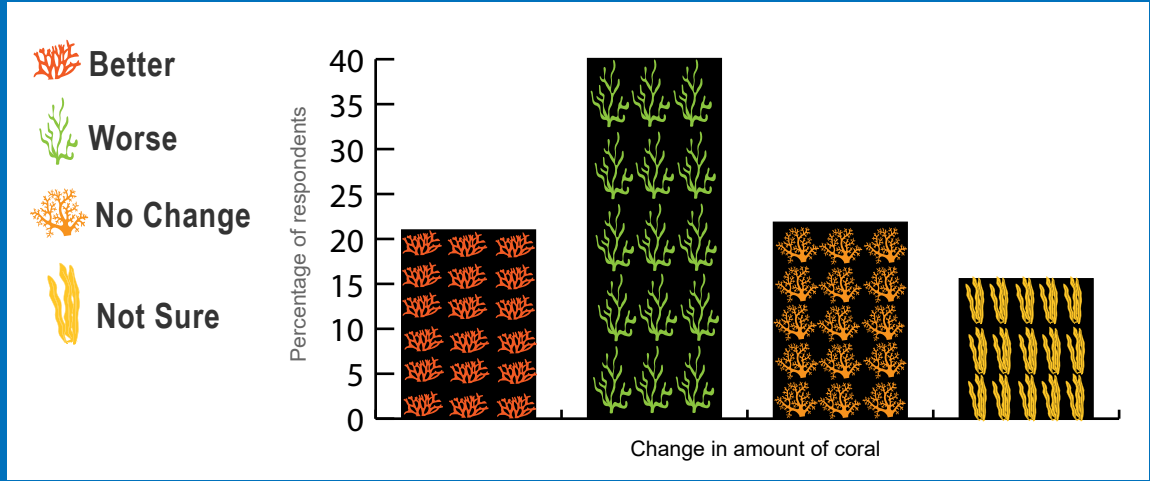 Better
Worse
No Change
Not Sure
Percentage of respondents
40
35
30
25
20
15
10
5
0
Change in amount of coral